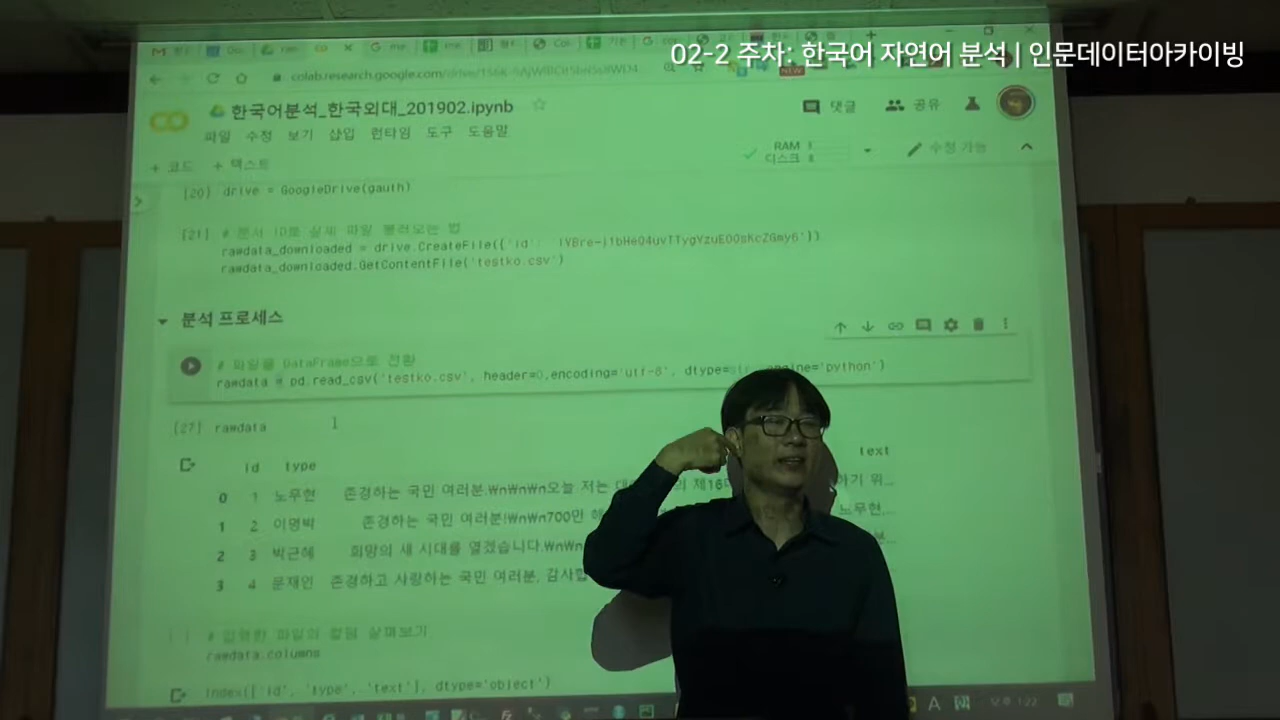 02-2 주차: 한국어 자연어 분석 | 인문데이터아카이빙
colab.research.google.com
한국어분석_한국외대_201902.ipynb
댓글 공유
파일 수정 보기 삽입 런타임 도구 도움말
RAM
디스크
수정 가능
+ 코드 + 텍스트
[20] drive = GoogleDrive(gauth)
[21] # 문서 ID로 실제 파일 불러오는 법
rawdata_downloaded = drive.CreateFile({'id':
rawdata_downloaded.GetContentFile('testko.csv')
분석 프로세스
# 파일을 DataFrame으로 전환
rawdata = pd.read_csv('testko.csv', header=0,encoding='utf-8', dtype=str, engine='python')
[27] rawdata
id type text
0 1 노무현 존경하는 국민 여러분.₩n₩n₩n오늘 저는 의 제16 위...
1 2 이명박 존경하는 국민 여러분!₩n₩n700만 해 노무현,...
2 3 박근혜 희망의 새 시대를 열겠습니다.₩n₩n
3 4 문재인 존경하고 사랑하는 국민 여러분, 감사합
[ ] # 입력한 파일의 컬럼 살펴보기
rawdata.columns
Index(['id', 'type', 'text'], dtype='object')
A 오후 1:22